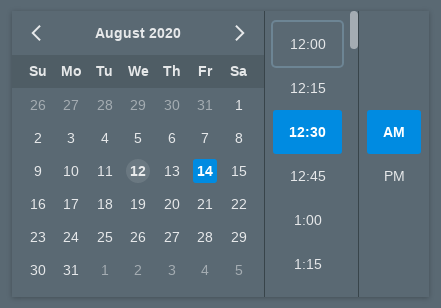 August 2020
Su Mo Tu We Th Fr Sa
26 27 28 29 30 31 1
2 3 4 5 6 7 8
9 10 11 12 13 14 15
16 17 18 19 20 21 22
23 24 25 26 27 28 29
30 31 1 2 3 4 5
12:00
12:15
12:30
12:45
1:00
1:15
AM
PM